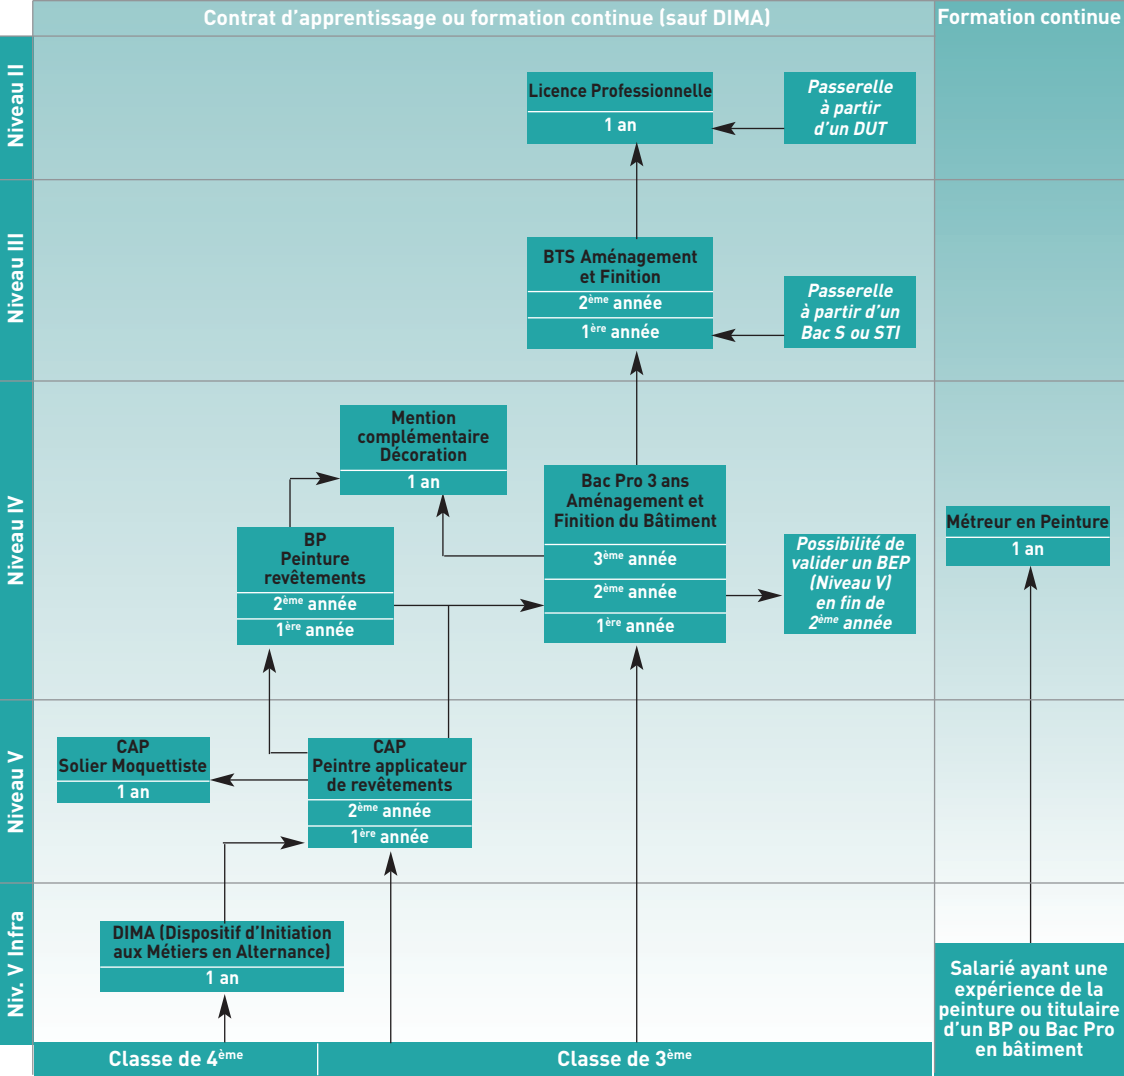 Contrat d'apprentissage ou formation continue (sauf DIMA)
Formation continue
Niveau II
Licence Professionnelle
1 an
Passerelle
à partir
d'un DUT
Niveau III
BTS Aménagement
et Finition
2ème année
1ère année
Passerelle
à partir d'un
Bac S ou STI
Niveau IV
Mention
complémentaire
Décoration
1 an
Bac Pro 3 ans
Aménagement et
Finition du Bâtiment
3ème année
2ème année
1ère année
BP
Peinture
revêtements
2ème année
1ère année
Possibilité de
valider un BEP
(Niveau V)
en fin de
2ème année
Métreur en Peinture
1 an
Niveau V
CAP
Solier Moquettiste
1 an
CAP
Peintre applicateur
de revêtements
2ème année
1ère année
Niv. V Infra
DIMA (Dispositif d'Initiation
aux Métiers en Alternance)
1 an
Salarié ayant une
expérience de la
peinture ou titulaire
d'un BP ou Bac Pro
en bâtiment
Classe de 4ème
Classe de 3ème